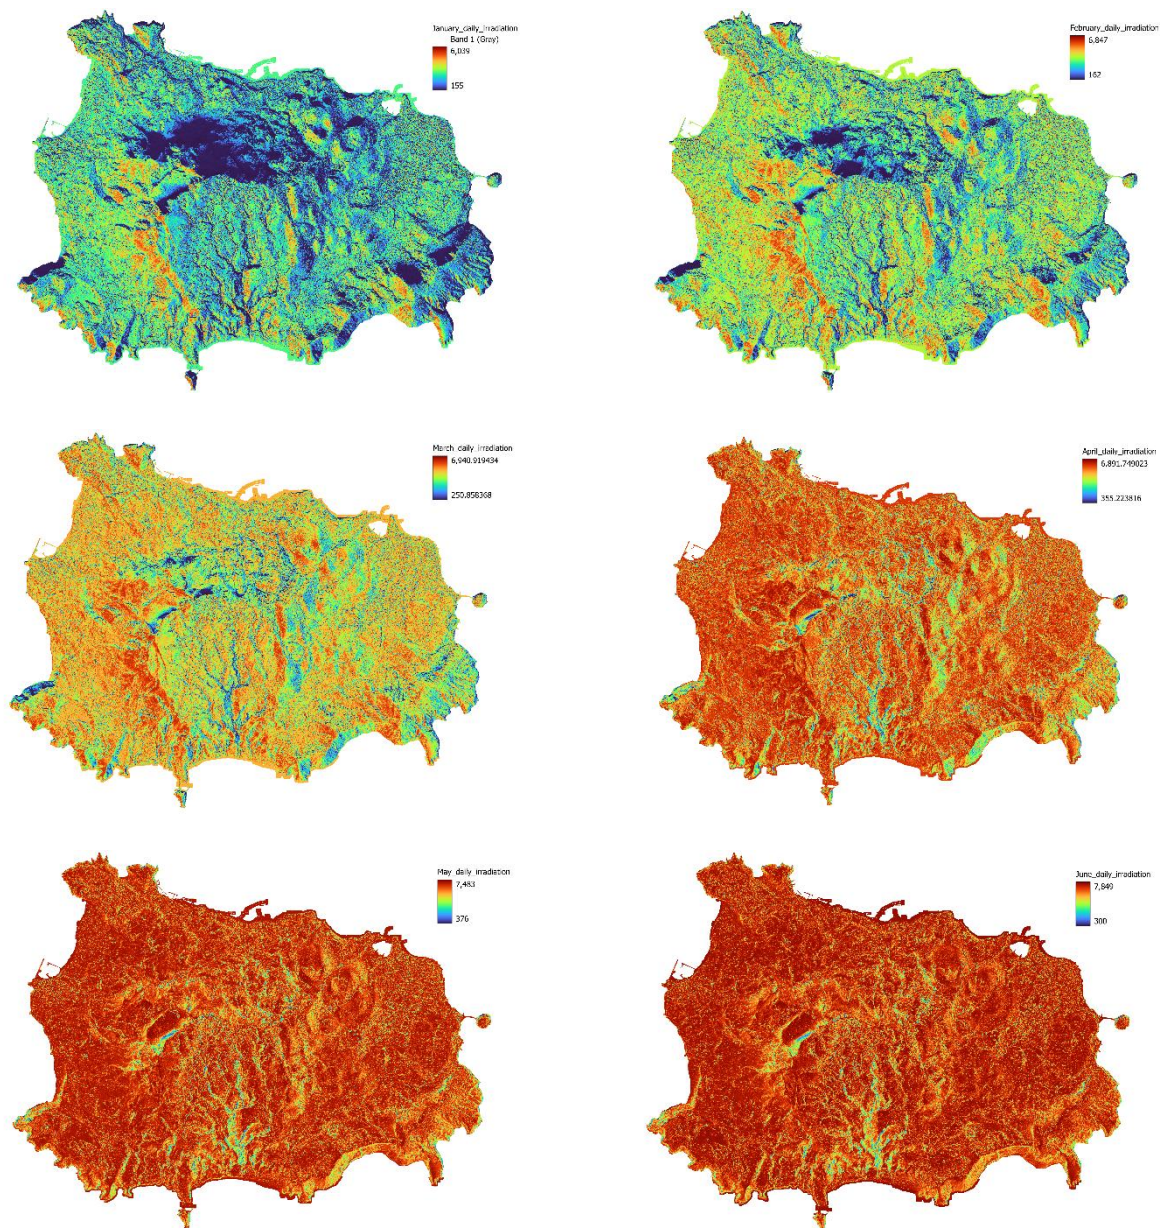 January_daily_irradiation
Band 1 (Gray)
6,039
155
February_daily_irradiation
6,847
162
March_daily_irradiation
6,940.919434
250.858368
April_daily_irradiation
6,891.749023
355.223816
May_daily_irradiation
7,483
376
June_daily_irradiation
7,849
300